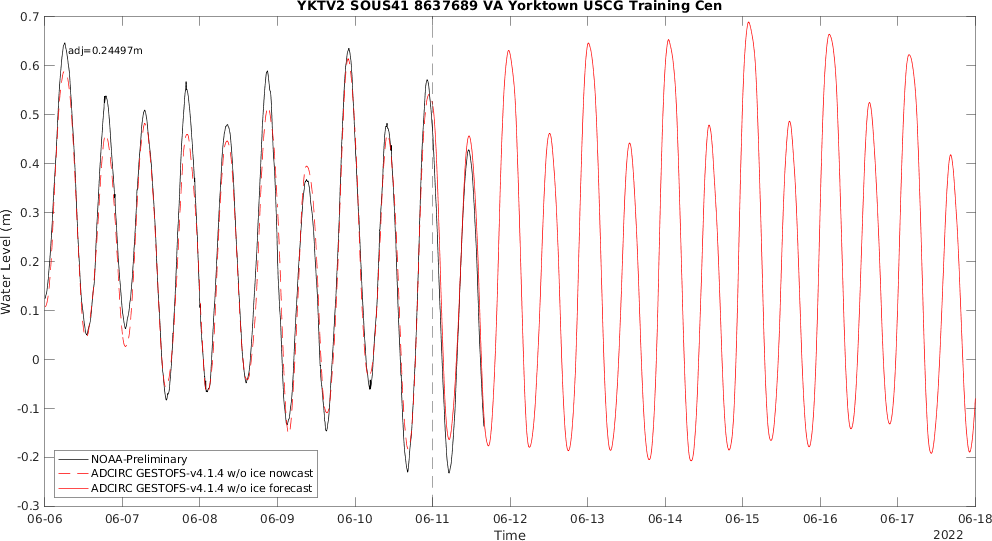 YKTV2 SOUS41 8637689 VA Yorktown USCG Training Cen
adj=0.24497m
Water Level (m)
0.7
0.6
0.5
0.4
0.3
0.2
0.1
0
-0.1
-0.2
-0.3
NOAA-Preliminary
ADCIRC GESTOFS-v4.1.4 w/o ice nowcast
ADCIRC GESTOFS-v4.1.4 w/o ice forecast
06-06 06-07 06-08 06-09 06-10 06-11 06-12 06-13 06-14 06-15 06-16 06-17 06-18
Time
2022